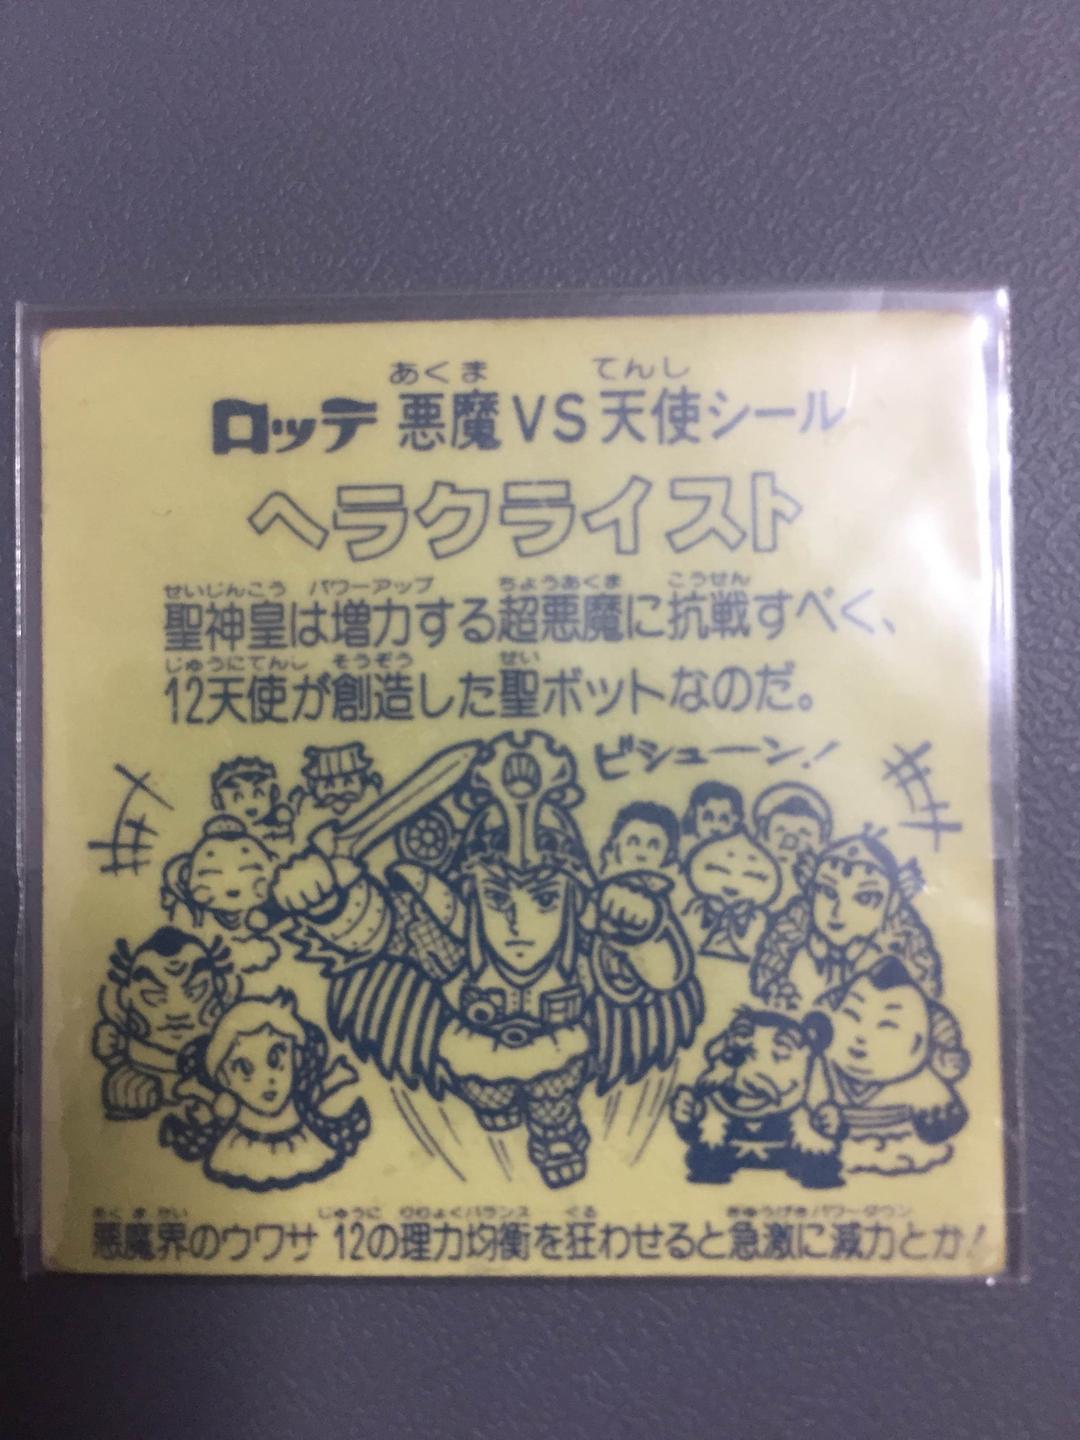 あくま てんし
ロッテ 悪魔VS天使シール
ヘラクライスト
せいじんこう パワーアップ ちょうあくま こうせん
聖神皇は増力する超悪魔に抗戦すべく、
じゅうにてんし そうぞう せい
12天使が創造した聖ボットなのだ。
ビシューーン!
あくまかい じゅうに りりょくバランス くる きゅうげきパワーダウン
悪魔界のウワサ 12の理力均衡を狂わせると急激に減力とか!